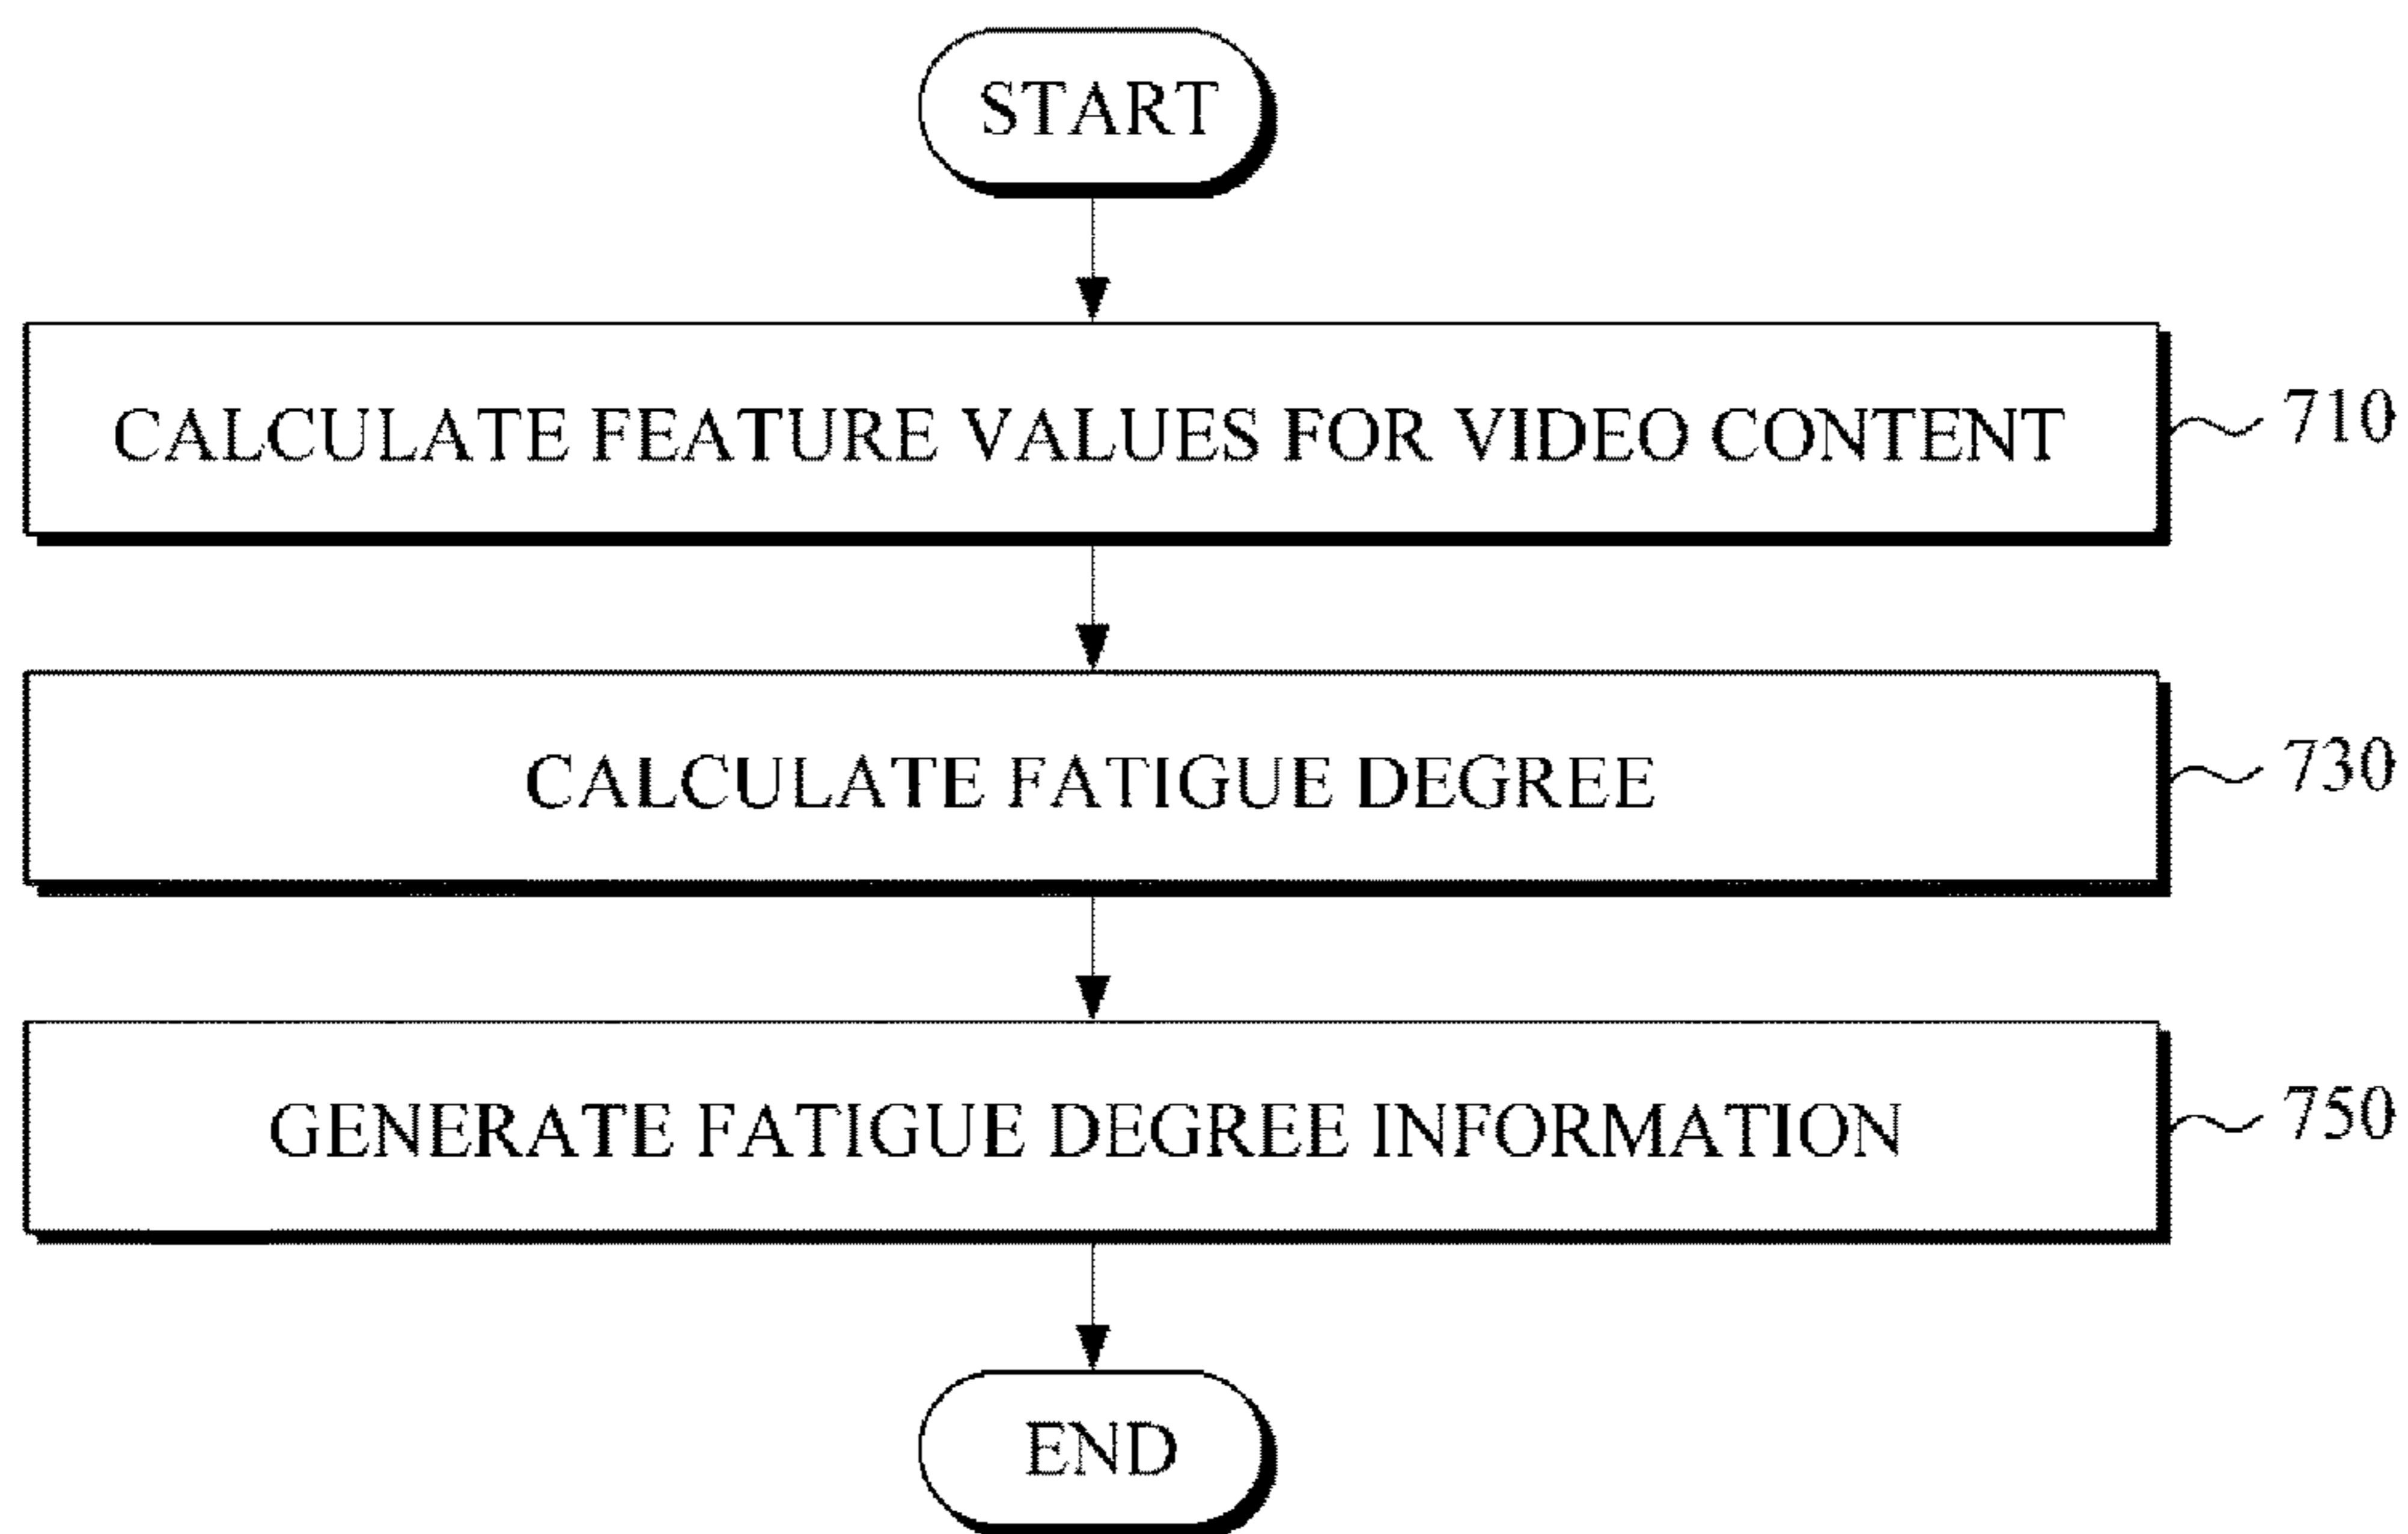 START
CALCULATE FEATURE VALUES FOR VIDEO CONTENT
710
CALCULATE FATIGUE DEGREE
730
GENERATE FATIGUE DEGREE INFORMATION
750
END